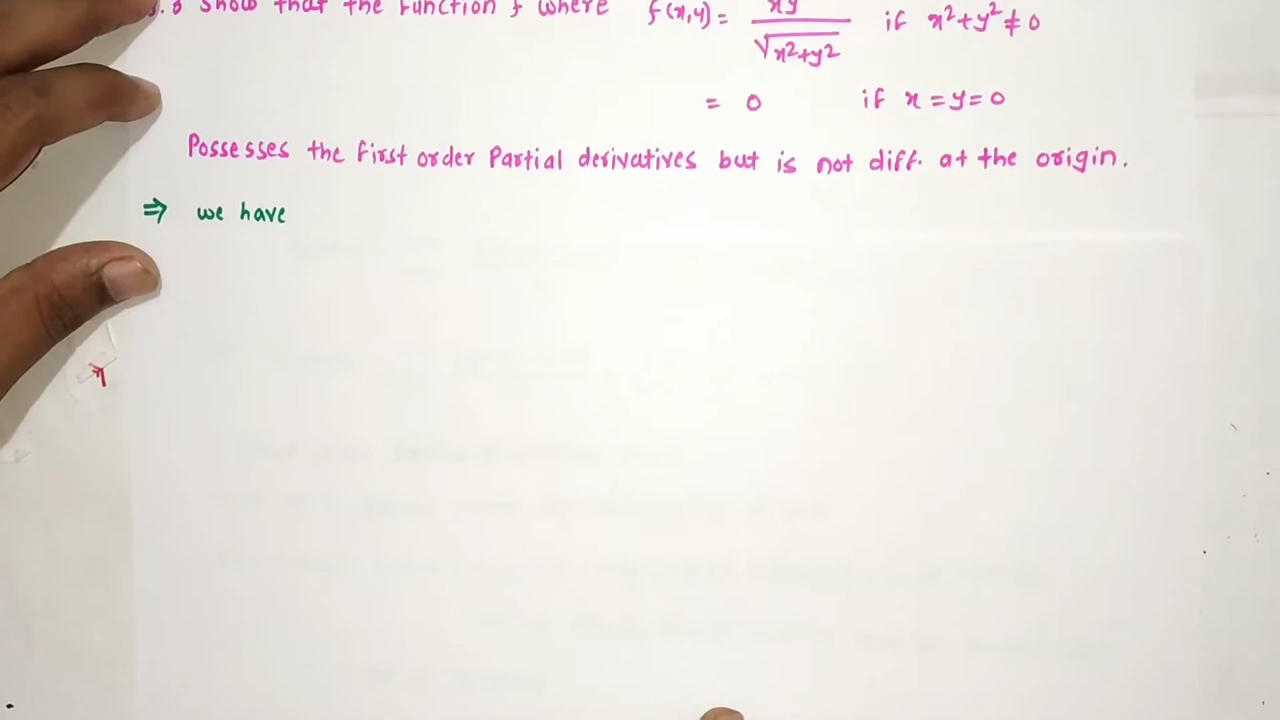 show that the function f where f(x,y) = xy / √x²+y² if x²+y² ≠ 0
= 0 if x = y = 0
Possesses the first order Partial derivatives but is not diff. at the origin.
⇒ we have